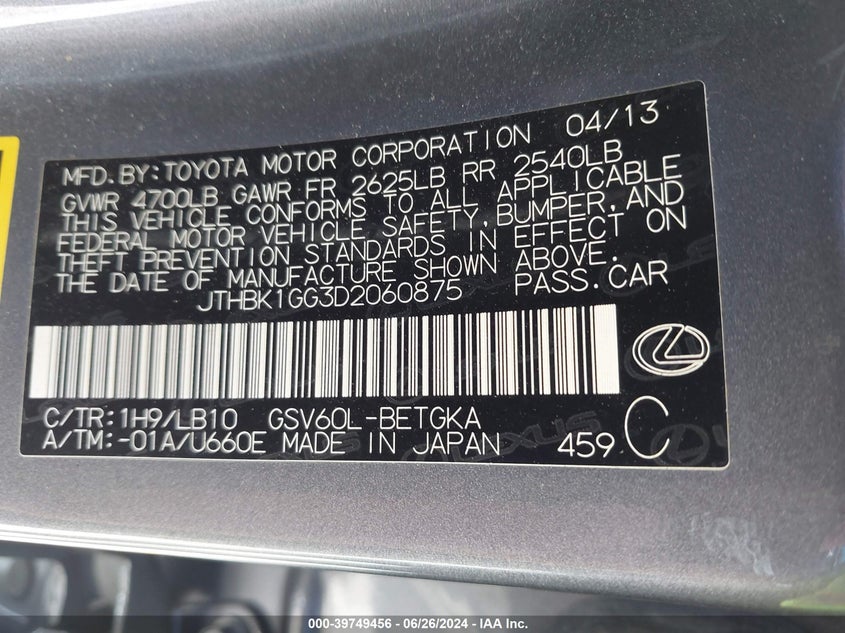 MFD.BY:TOYOTA MOTOR CORPORATION 04/13
GVWR 4700LB GAWR FR 2625LB RR 2540LB
THIS VEHICLE CONFORMS TO ALL APPLICABLE
FEDERAL MOTOR VEHICLE SAFETY,BUMPER,AND
THEFT PREVENTION STANDARDS IN EFFECT ON
THE DATE OF MANUFACTURE SHOWN ABOVE.
JTHBK1GG3D2060875 PASS.CAR
C/TR:1H9/LB10 GSV60L-BETGKA
A/TM:-01A/U660E MADE IN JAPAN 459 C
000-39749456 - 06/26/2024 - IAA Inc.